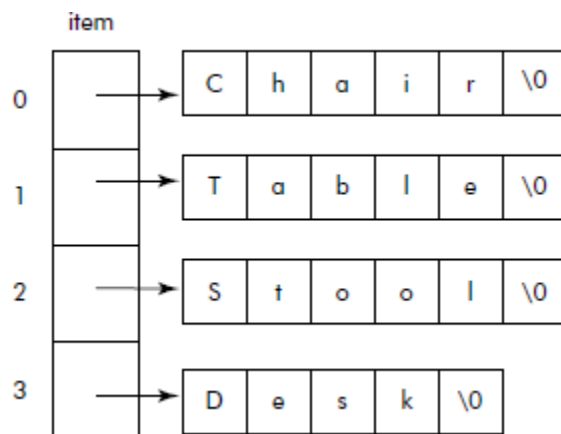 item
0 C h a i r \0
1 T a b l e \0
2 S t o o l \0
3 D e s k \0